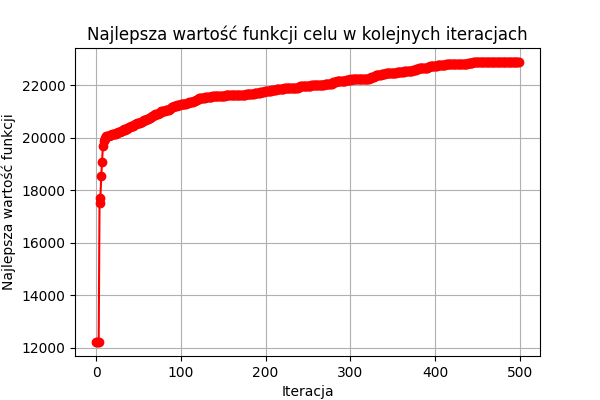 Najlepsza wartość funkcji celu w kolejnych iteracjach
Najlepsza wartość funkcji
22000
20000
18000
16000
14000
12000
0 100 200 300 400 500
Iteracja